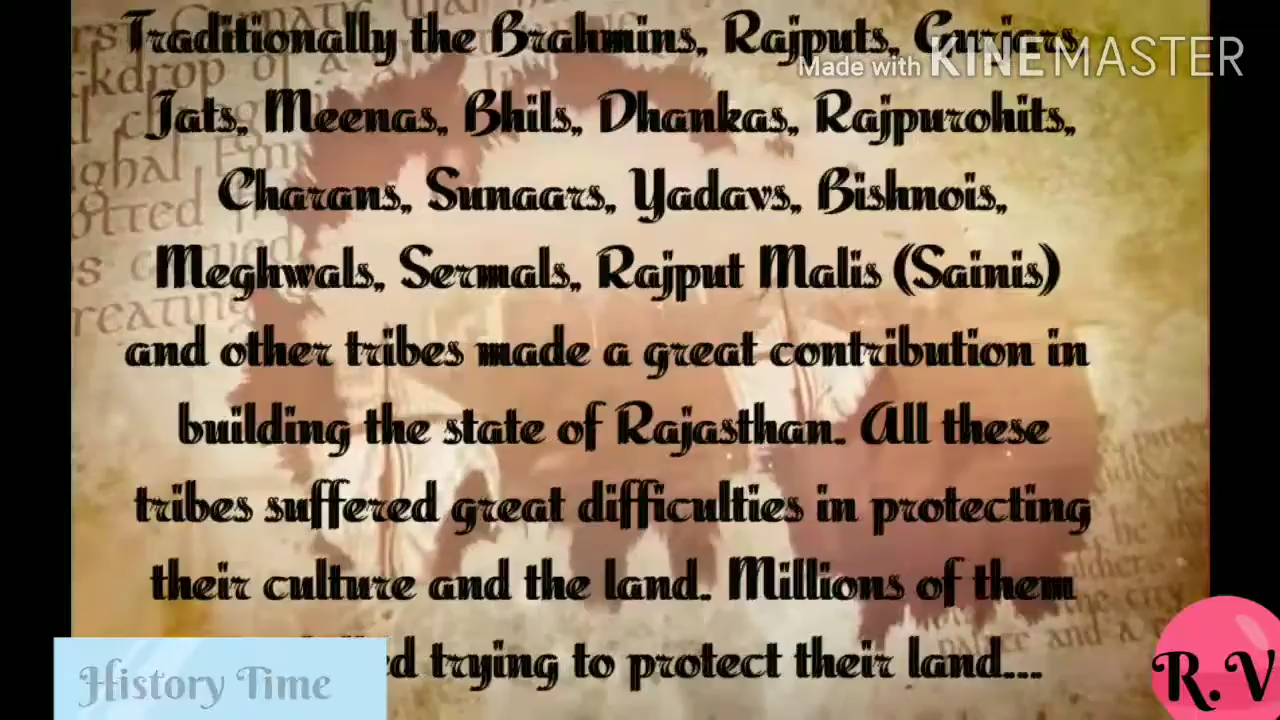 Traditionally the Brahmins, Rajputs, Gurjars,
Made with KINEMASTER
Jats, Meenas, Bhils, Dhankas, Rajpurohits,
Charans, Sunaars, Yadavs, Bishnois,
Meghwals, Sermals, Rajput Malis (Sainis)
and other tribes made a great contribution in
building the state of Rajasthan. All these
tribes suffered great difficulties in protecting
their culture and the land. Millions of them
trying to protect their land...
History Time
R.V